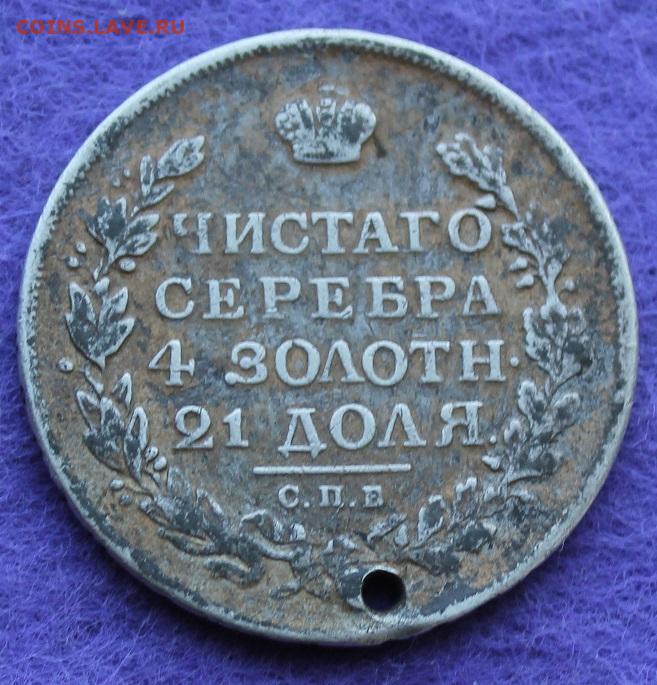 COINS.LAVE.RU
ЧИСТАГО
СЕРЕБРА
4 ЗОЛОТН.
21 ДОЛЯ.
С.П.Б